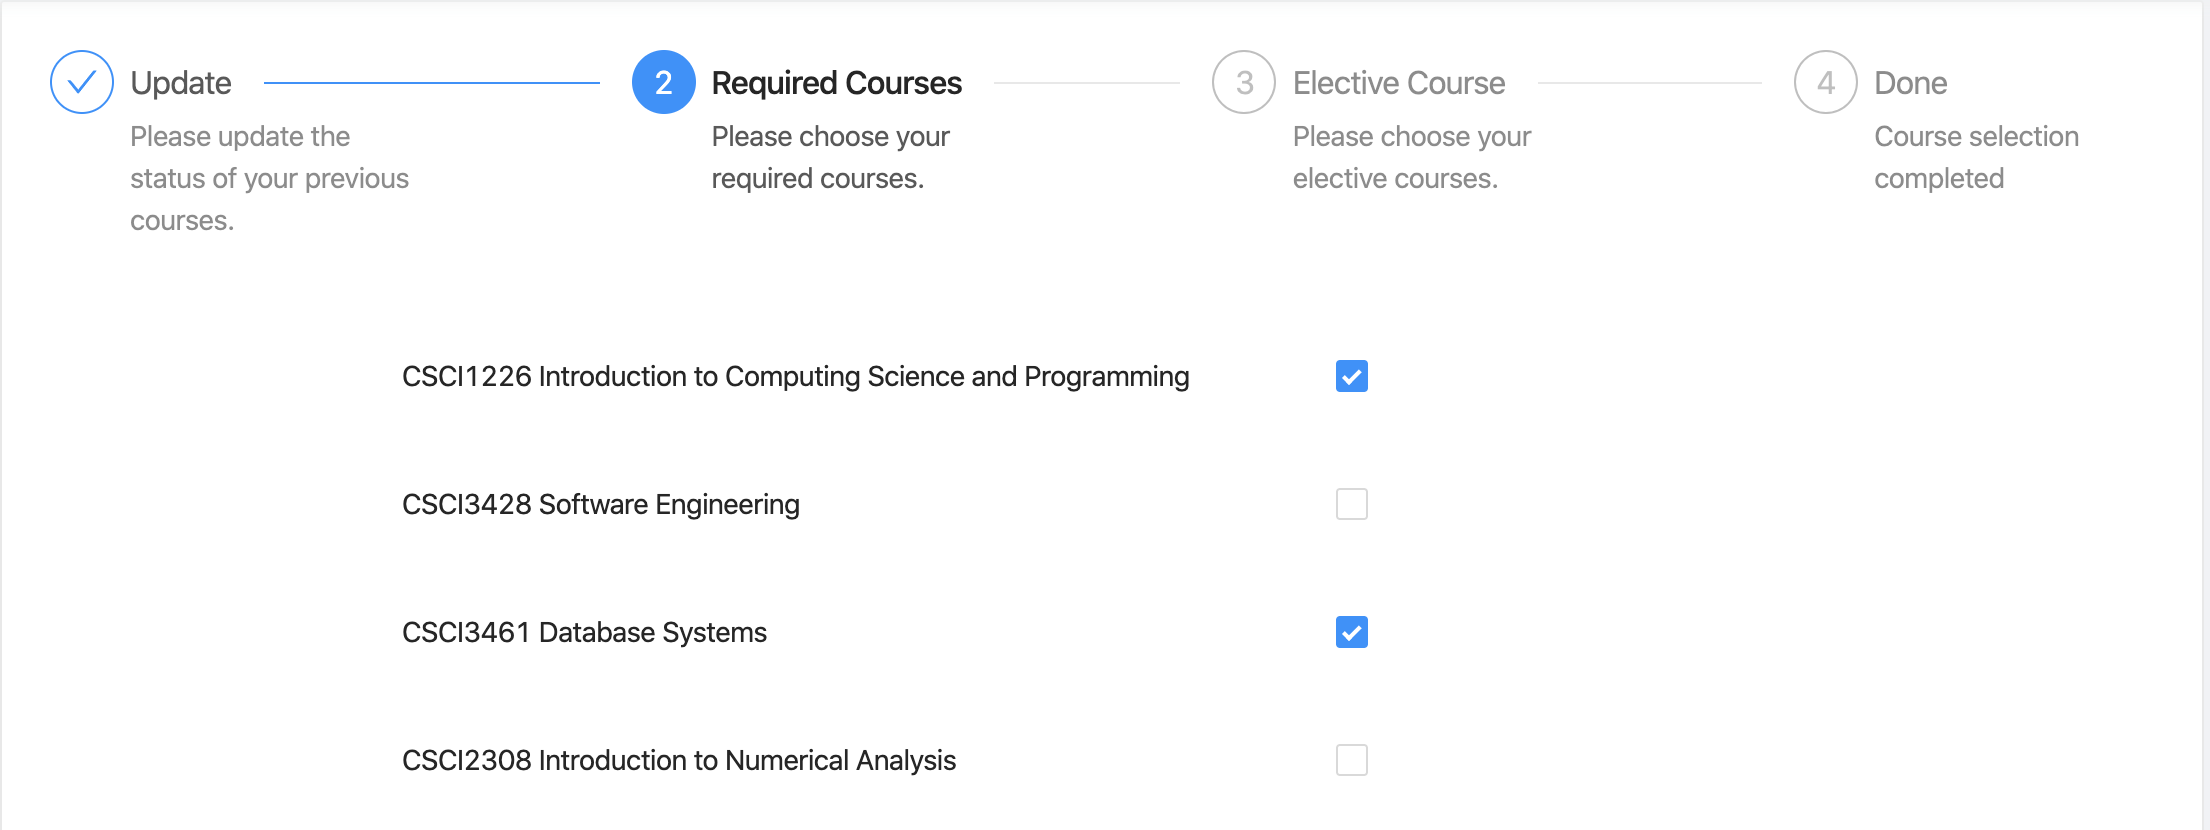 Update
Please update the
status of your previous
courses.
2 Required Courses
Please choose your
required courses.
3 Elective Course
Please choose your
elective courses.
4 Done
Course selection
completed
CSCI1226 Introduction to Computing Science and Programming
CSCI3428 Software Engineering
CSCI3461 Database Systems
CSCI2308 Introduction to Numerical Analysis